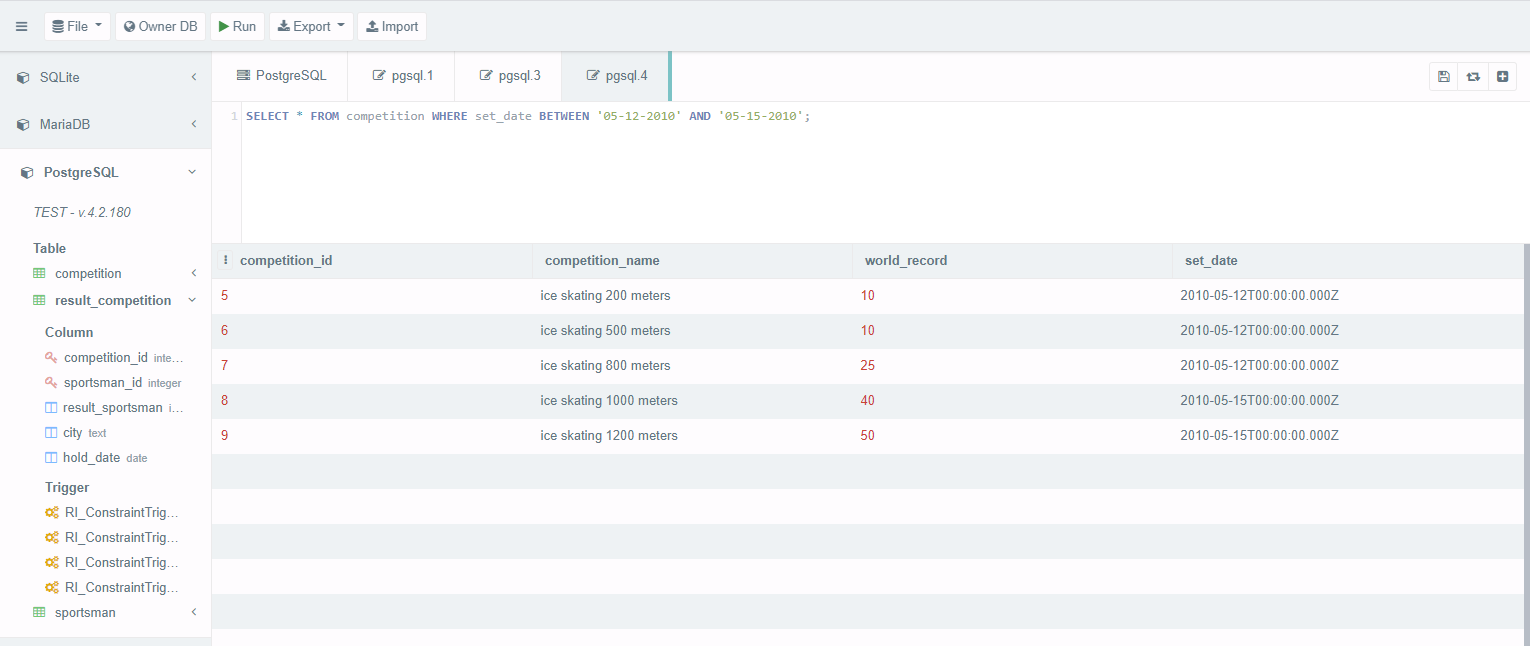 File Owner DB Run Export Import
SQLite
MariaDB
PostgreSQL
TEST - v.4.2.180
Table
competition
result_competition
Column
competition_id inte...
sportsman_id integer
result_sportsman i...
city text
hold_date date
Trigger
RI_ConstraintTrig...
RI_ConstraintTrig...
RI_ConstraintTrig...
RI_ConstraintTrig...
sportsman
PostgreSQL pgsql.1 pgsql.3 pgsql.4
1 SELECT * FROM competition WHERE set_date BETWEEN '05-12-2010' AND '05-15-2010';
competition_id competition_name world_record set_date
5 ice skating 200 meters 10 2010-05-12T00:00:00.000Z
6 ice skating 500 meters 10 2010-05-12T00:00:00.000Z
7 ice skating 800 meters 25 2010-05-12T00:00:00.000Z
8 ice skating 1000 meters 40 2010-05-15T00:00:00.000Z
9 ice skating 1200 meters 50 2010-05-15T00:00:00.000Z